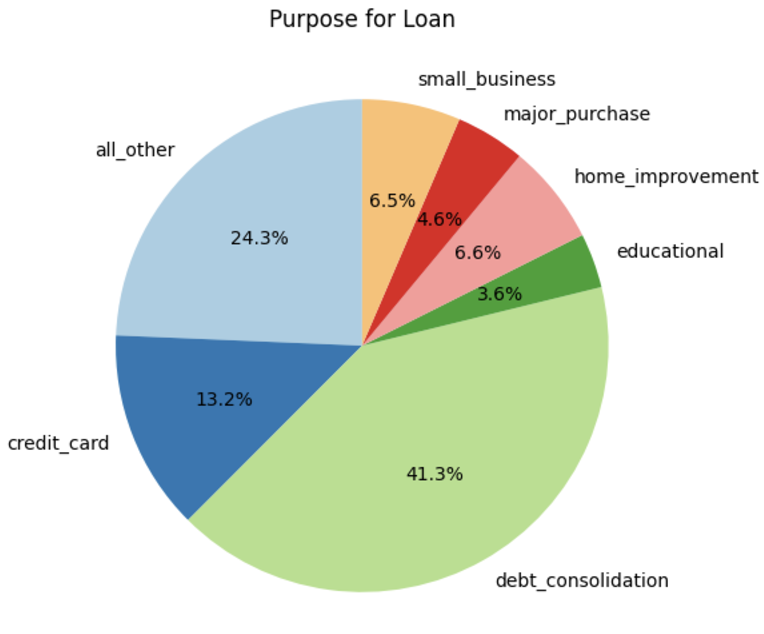 Purpose for Loan
small_business
major_purchase
all_other
home_improvement
6.5%
4.6%
24.3%
6.6%
educational
3.6%
13.2%
credit_card
41.3%
debt_consolidation